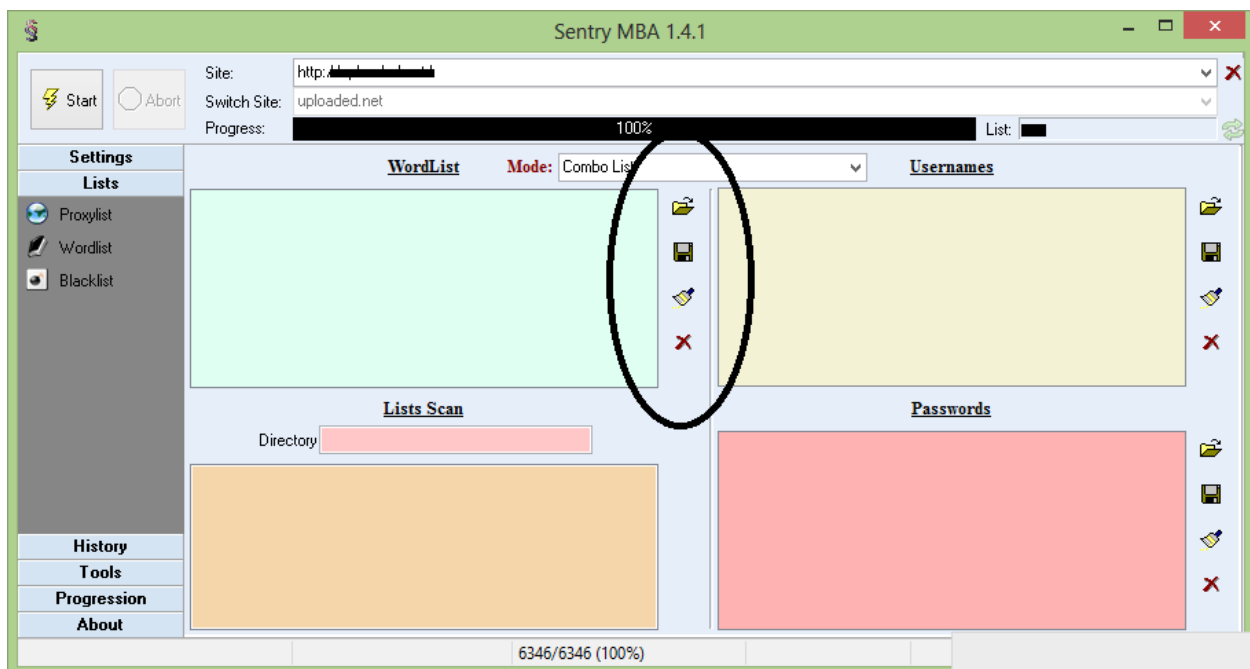 Sentry MBA 1.4.1
Start
Abort
Site: http:
Switch Site: uploaded.net
Progress: 100% List:
Settings
Lists
Proxylist
Wordlist
Blacklist
History
Tools
Progression
About
WordList Mode: Combo List Usernames
Lists Scan
Directory
Passwords
6346/6346 (100%)